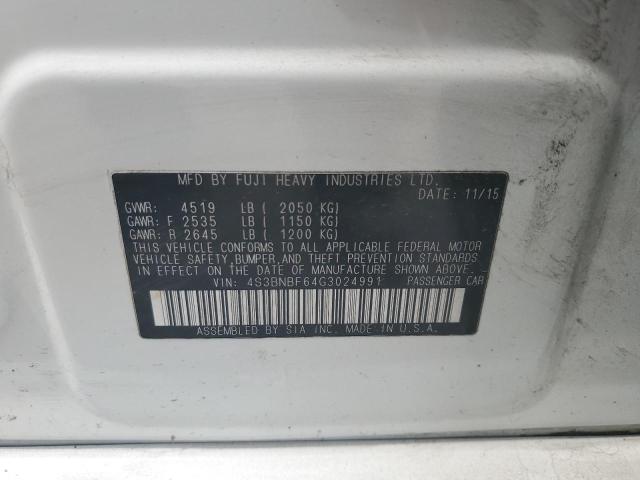 MFD BY FUJI HEAVY INDUSTRIES LTD.
DATE: 11/15
GVWR: 4519 LB ( 2050 KG)
GAWR: F 2535 LB ( 1150 KG)
GAWR: R 2645 LB ( 1200 KG)
THIS VEHICLE CONFORMS TO ALL APPLICABLE FEDERAL MOTOR
VEHICLE SAFETY, BUMPER, AND THEFT PREVENTION STANDARDS
IN EFFECT ON THE DATE OF MANUFACTURE SHOWN ABOVE.
VIN: 4S3BNBF64G3024991 PASSENGER CAR
ASSEMBLED BY SIA INC. MADE IN U.S.A.